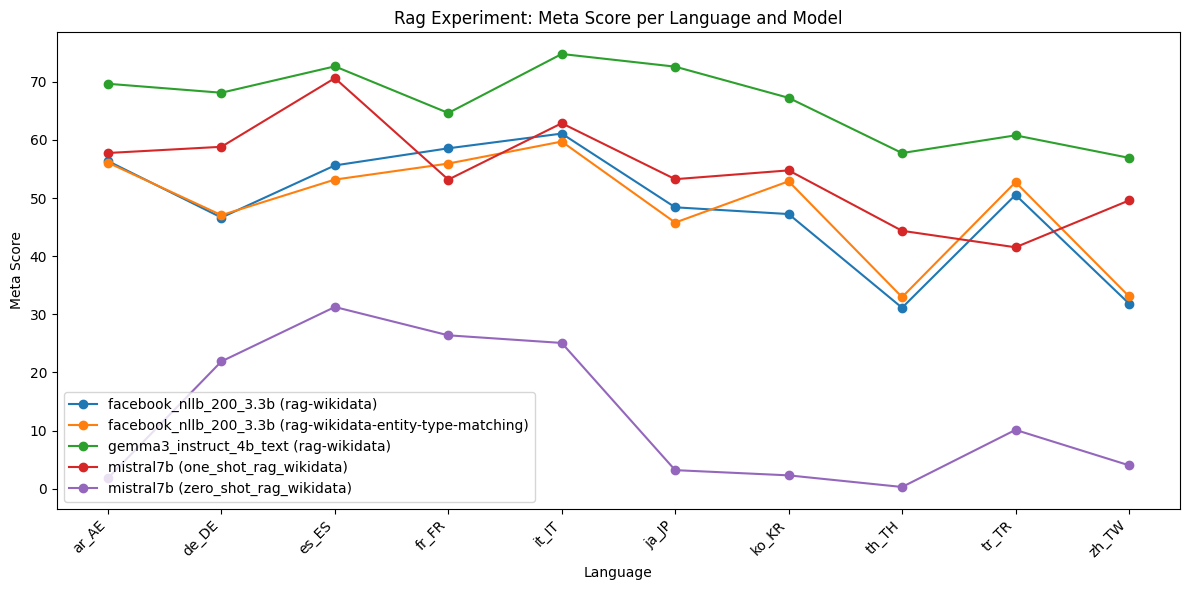 Rag Experiment: Meta Score per Language and Model
Meta Score
70
60
50
40
30
20
10
0
facebook_nllb_200_3.3b (rag-wikidata)
facebook_nllb_200_3.3b (rag-wikidata-entity-type-matching)
gemma3_instruct_4b_text (rag-wikidata)
mistral7b (one_shot_rag_wikidata)
mistral7b (zero_shot_rag_wikidata)
ar_AE
de_DE
es_ES
fr_FR
it_IT
ja_JP
ko_KR
th_TH
tr_TR
zh_TW
Language